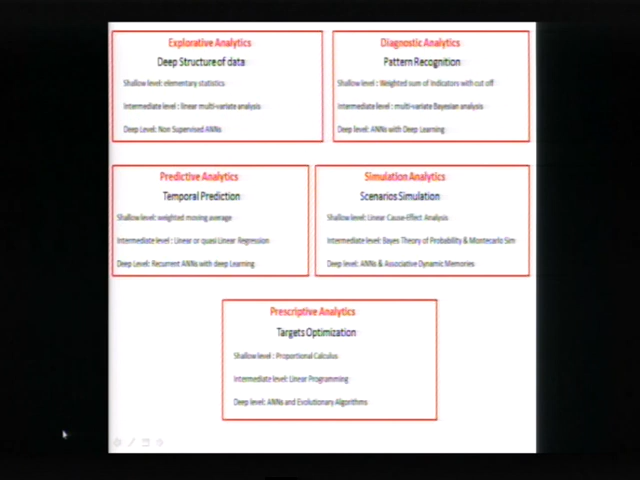 Explorative Analytics
Deep Structure of data
Shallow level: elementary statistics
Intermediate level : linear multi-variate analysis
Deep Level: Non Supervised ANNs
Diagnostic Analytics
Pattern Recognition
Shallow level : Weighted sum of Indicators with cut off
Intermediate level : multi-variate Bayesian analysis
Deep level: ANNs with Deep Learning
Predictive Analytics
Temporal Prediction
Shallow level: weighted moving average
Intermediate level : Linear or quasi Linear Regression
Deep Level: Recurrent ANNs with deep Learning
Simulation Analytics
Scenarios Simulation
Shallow level: Linear Cause-Effect Analysis
Intermediate level: Bayes Theory of Probability & Montecarlo Sim
Deep level: ANNs & Associative Dynamic Memories
Prescriptive Analytics
Targets Optimization
Shallow level : Proportional Calculus
Intermediate level: Linear Programming
Deep level: ANNs and Evolutionary Algorithms